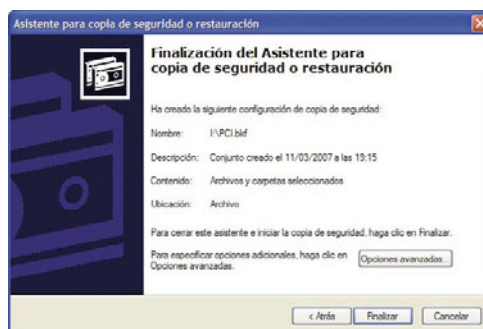 Asistente para copia de seguridad o restauración
Finalización del Asistente para
copia de seguridad o restauración
Ha creado la siguiente configuración de copia de seguridad:
Nombre: I:\PCI.bkf
Descripción: Conjunto creado el 11/03/2007 a las 19:15
Contenido: Archivos y carpetas seleccionados
Ubicación: Archivo
Para cerrar este asistente e iniciar la copia de seguridad, haga clic en Finalizar.
Para especificar opciones adicionales, haga clic en
Opciones avanzadas.
Opciones avanzadas...
< Atrás
Finalizar
Cancelar